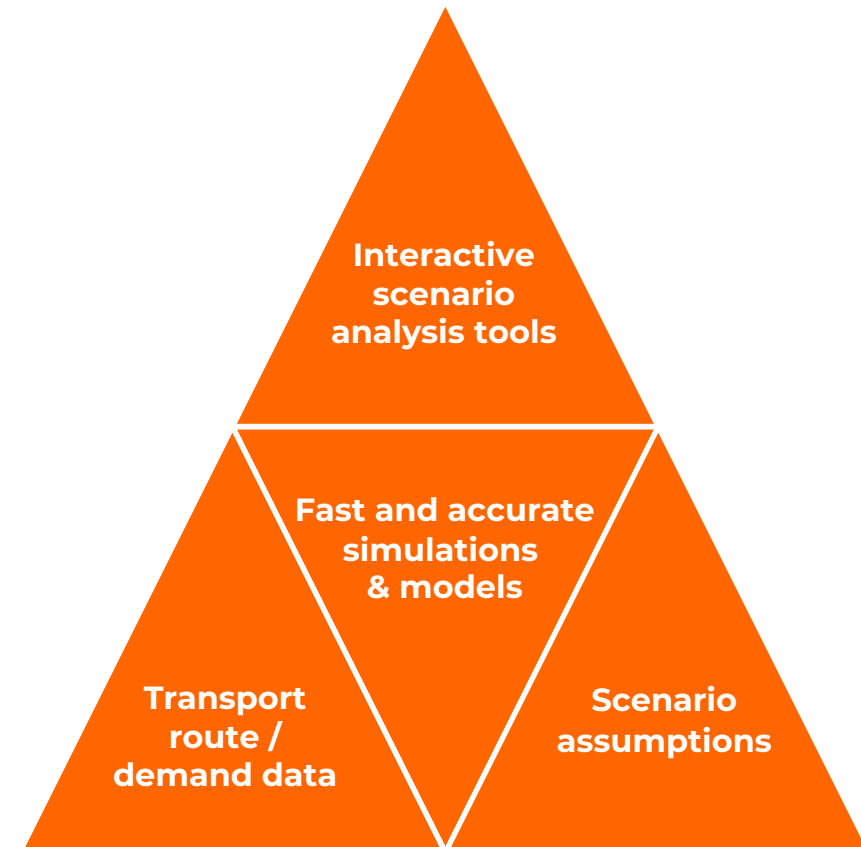 Interactive
scenario
analysis tools
Fast and accurate
simulations
& models
Transport
route /
demand data
Scenario
assumptions